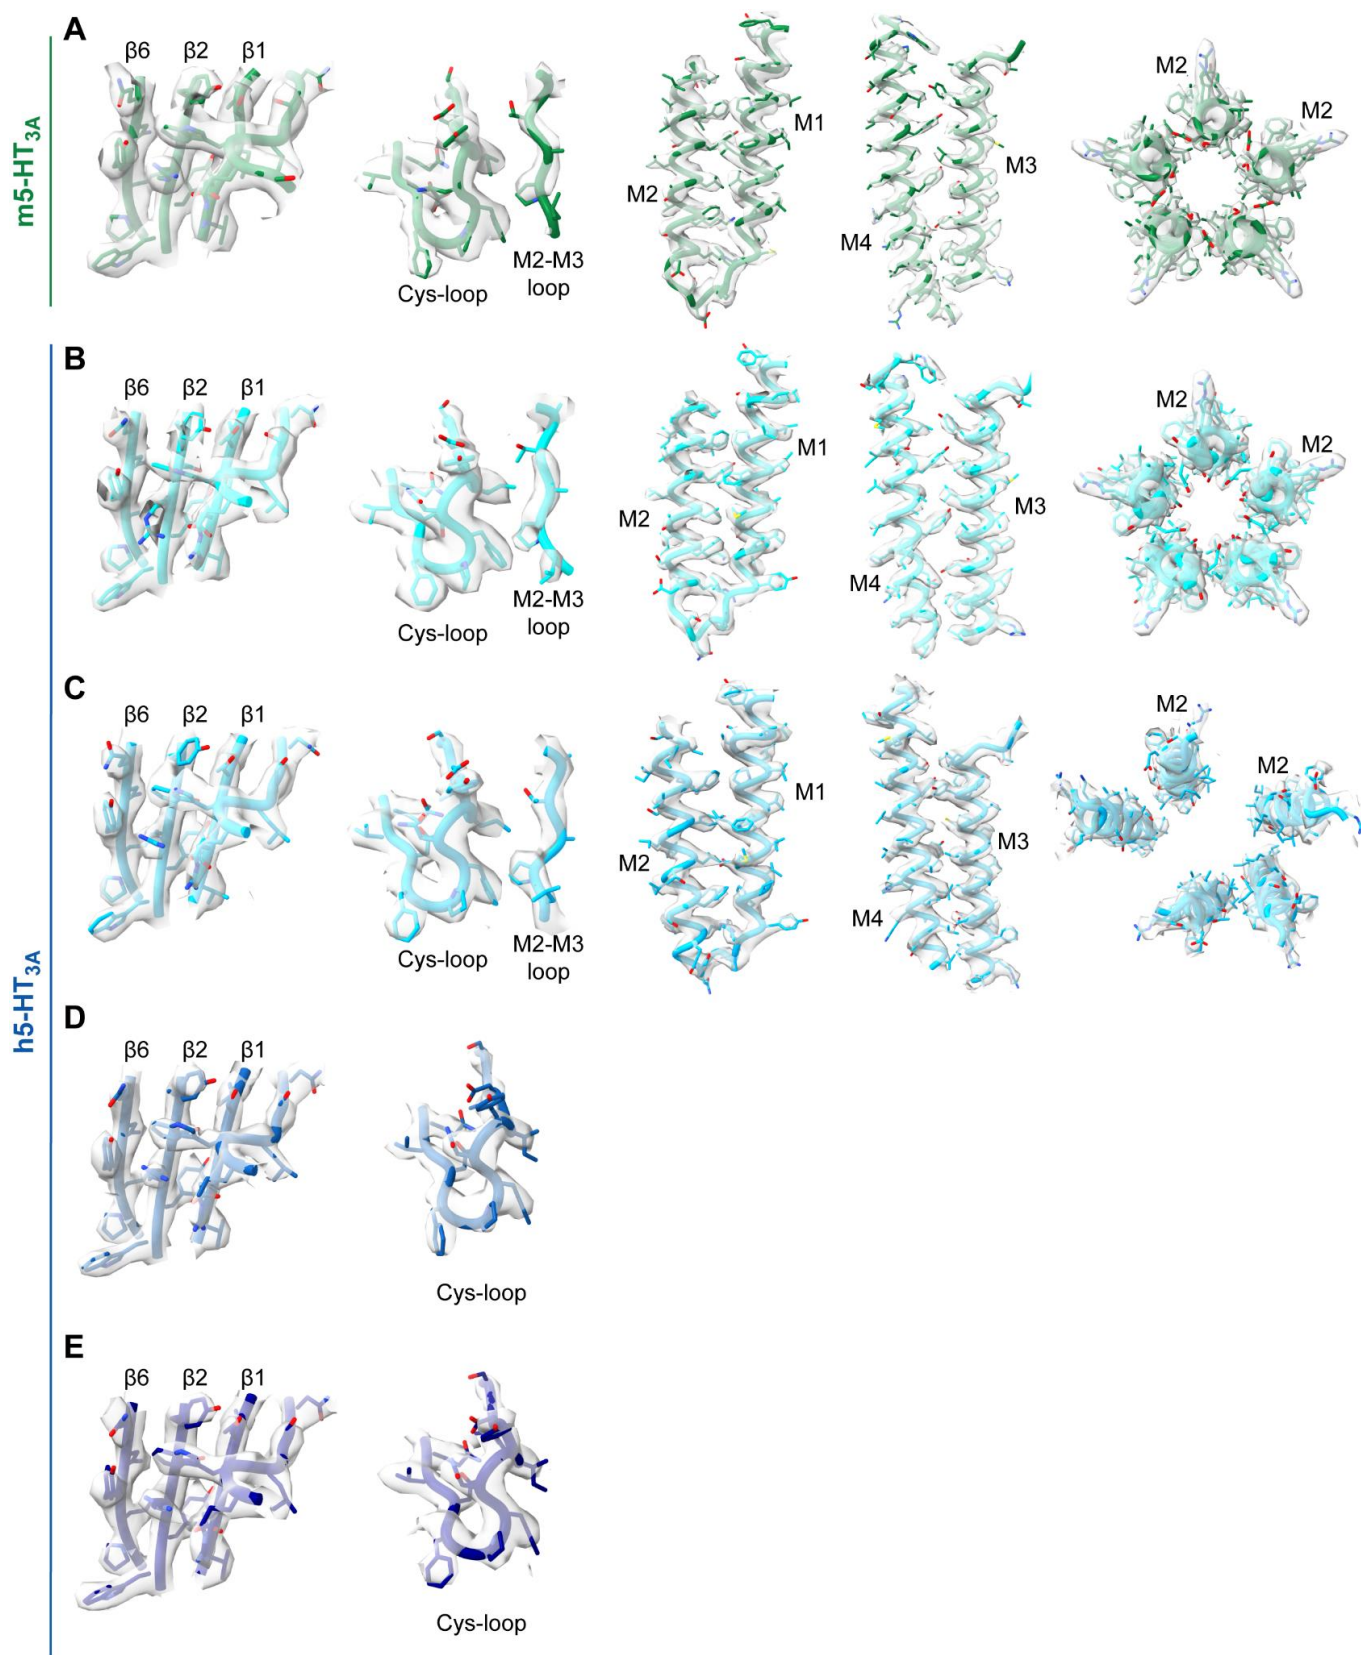 A
m5-HT3A
β6
β2
β1
Cys-loop
M2-M3
loop
M2
M1
M4
M3
M2
M2
h5-HT3A
B
β6
β2
β1
Cys-loop
M2-M3
loop
M2
M1
M4
M3
M2
M2
C
β6
β2
β1
Cys-loop
M2-M3
loop
M2
M1
M4
M3
M2
M2
D
β6
β2
β1
Cys-loop
E
β6
β2
β1
Cys-loop